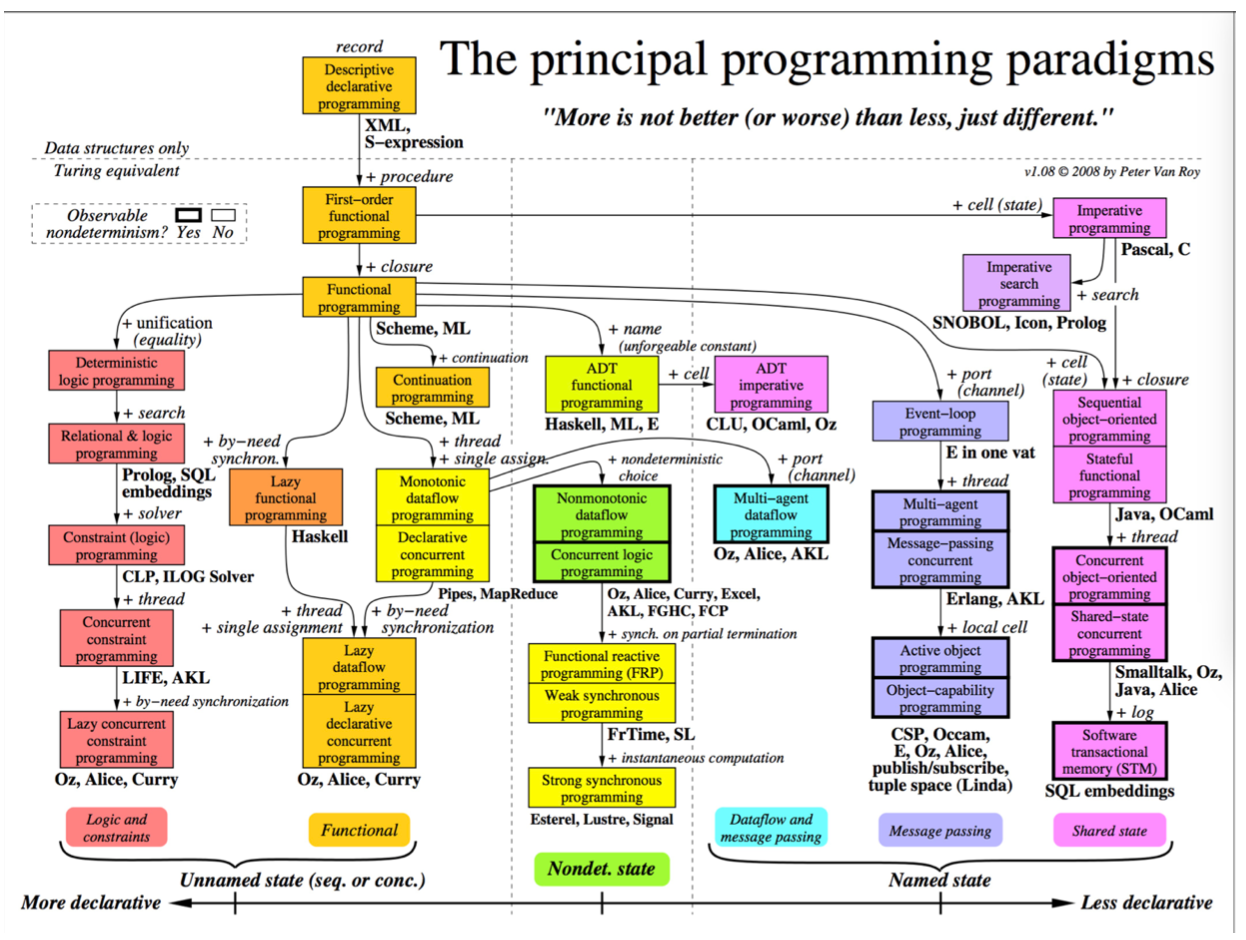 The principal programming paradigms
"More is not better (or worse) than less, just different."
v1.08 © 2008 by Peter Van Roy
record
Descriptive
declarative
programming
XML,
S−expression
Data structures only
Turing equivalent
+ procedure
Observable
nondeterminism? Yes No
First−order
functional
programming
+ cell (state)
Imperative
programming
Pascal, C
+ closure
Functional
programming
Scheme, ML
Imperative
search
programming
+ search
SNOBOL, Icon, Prolog
+ unification
(equality)
Deterministic
logic programming
+ search
Relational & logic
programming
Prolog, SQL
embeddings
+ solver
Constraint (logic)
programming
CLP, ILOG Solver
+ thread
Concurrent
constraint
programming
LIFE, AKL
+ by−need synchronization
Lazy concurrent
constraint
programming
Oz, Alice, Curry
+ continuation
Continuation
programming
Scheme, ML
+ by−need
synchron.
Lazy
functional
programming
Haskell
+ thread
+ single assign.
Monotonic
dataflow
programming
Declarative
concurrent
programming
Pipes, MapReduce
+ thread
+ single assignment
+ by−need
synchronization
Lazy
dataflow
programming
Lazy
declarative
concurrent
programming
Oz, Alice, Curry
+ name
(unforgeable constant)
ADT
functional
programming
Haskell, ML, E
+ cell
ADT
imperative
programming
CLU, OCaml, Oz
+ nondeterministic
choice
Nonmonotonic
dataflow
programming
Concurrent logic
programming
Oz, Alice, Curry, Excel,
AKL, FGHC, FCP
+ synch. on partial termination
Functional reactive
programming (FRP)
Weak synchronous
programming
FrTime, SL
+ instantaneous computation
Strong synchronous
programming
Esterel, Lustre, Signal
+ port
(channel)
Multi−agent
dataflow
programming
Oz, Alice, AKL
+ port
(channel)
Event−loop
programming
E in one vat
+ thread
Multi−agent
programming
Message−passing
concurrent
programming
Erlang, AKL
+ local cell
Active object
programming
Object−capability
programming
CSP, Occam,
E, Oz, Alice,
publish/subscribe,
tuple space (Linda)
+ cell
(state)
+ closure
Sequential
object−oriented
programming
Stateful
functional
programming
Java, OCaml
+ thread
Concurrent
object−oriented
programming
Shared−state
concurrent
programming
Smalltalk, Oz,
Java, Alice
+ log
Software
transactional
memory (STM)
SQL embeddings
Logic and
constraints
Functional
Nondet. state
Dataflow and
message passing
Message passing
Shared state
Unnamed state (seq. or conc.)
Named state
More declarative
Less declarative